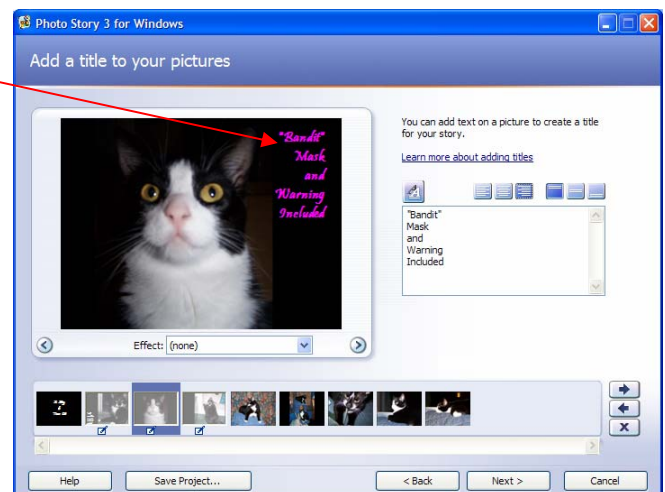 Photo Story 3 for Windows
Add a title to your pictures
"Bandit"
Mask
and
Warning
Included
You can add text on a picture to create a title
for your story.
Learn more about adding titles
A
"Bandit"
Mask
and
Warning
Included
Effect: (none)
2
Help
Save Project...
< Back
Next >
Cancel